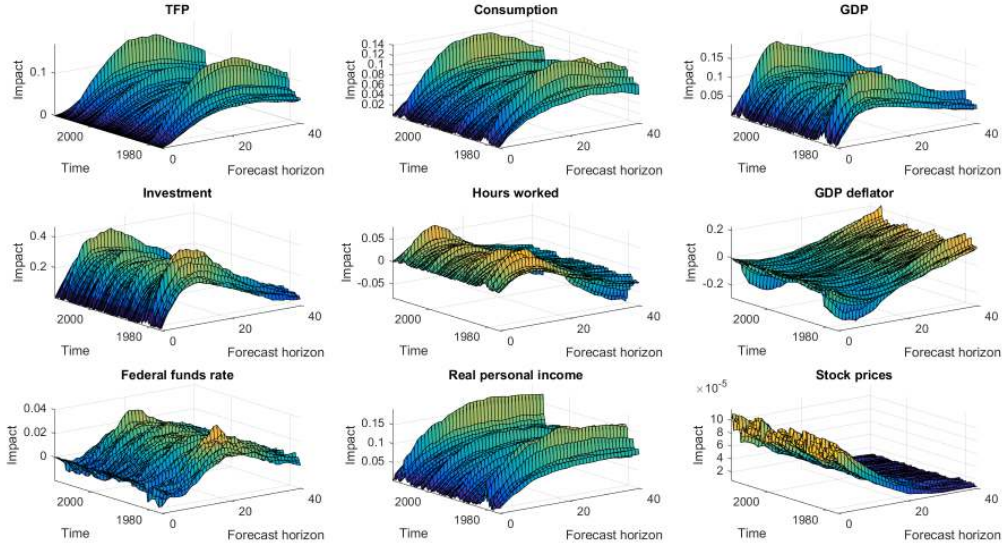 TFP
Impact
0.1
0
2000
1980
Time
0
20
40
Forecast horizon
Consumption
Impact
0.14
0.12
0.1
0.08
0.06
0.04
0.02
2000
1980
Time
0
20
40
Forecast horizon
GDP
Impact
0.15
0.1
0.05
2000
1980
Time
0
20
40
Forecast horizon
Investment
Impact
0.4
0.2
2000
1980
Time
0
20
40
Forecast horizon
Hours worked
Impact
0.05
0
-0.05
2000
1980
Time
0
20
40
Forecast horizon
GDP deflator
Impact
0.2
0
-0.2
2000
1980
Time
0
20
40
Forecast horizon
Federal funds rate
Impact
0.04
0.02
0
2000
1980
Time
0
20
40
Forecast horizon
Real personal income
Impact
0.15
0.1
0.05
2000
1980
Time
0
20
40
Forecast horizon
Stock prices
× 10⁻⁵
Impact
10
8
6
4
2
2000
1980
Time
0
20
40
Forecast horizon